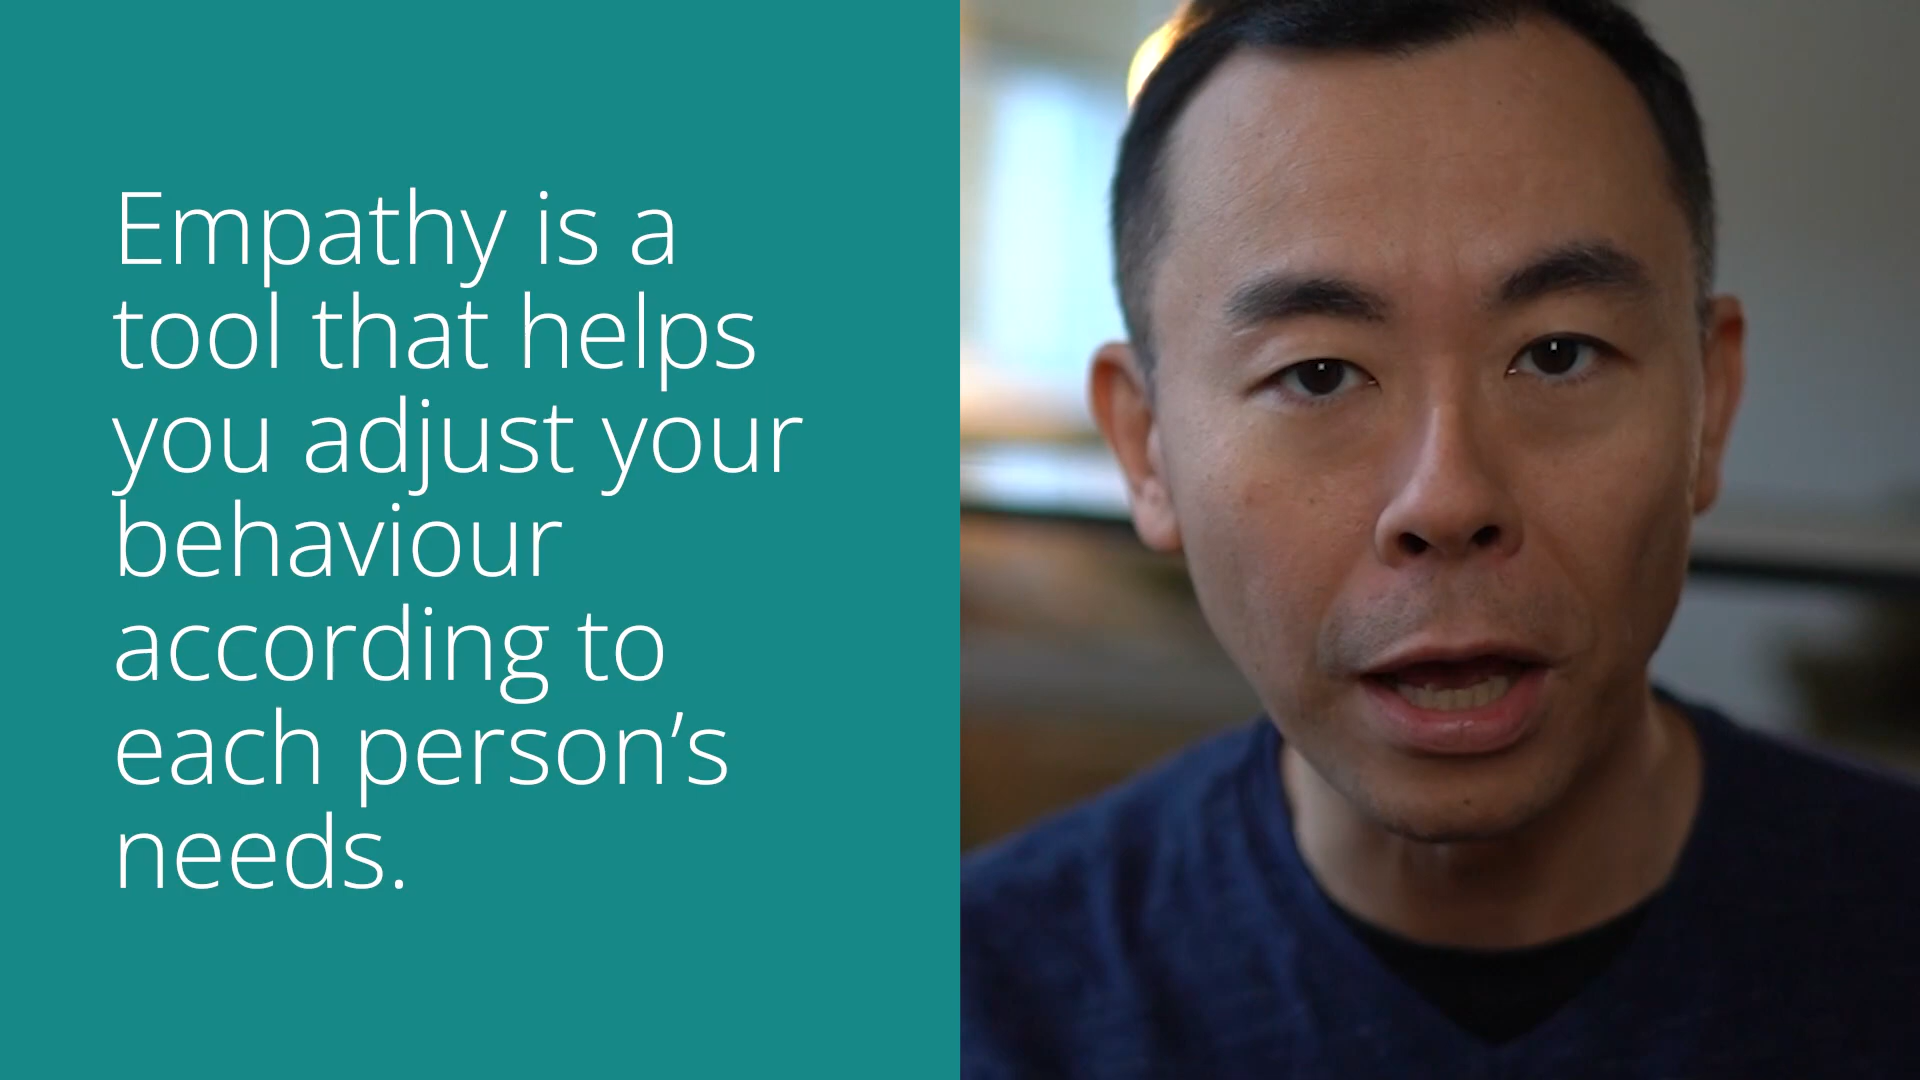 Empathy is a
tool that helps
you adjust your
behaviour
according to
each person’s
needs.